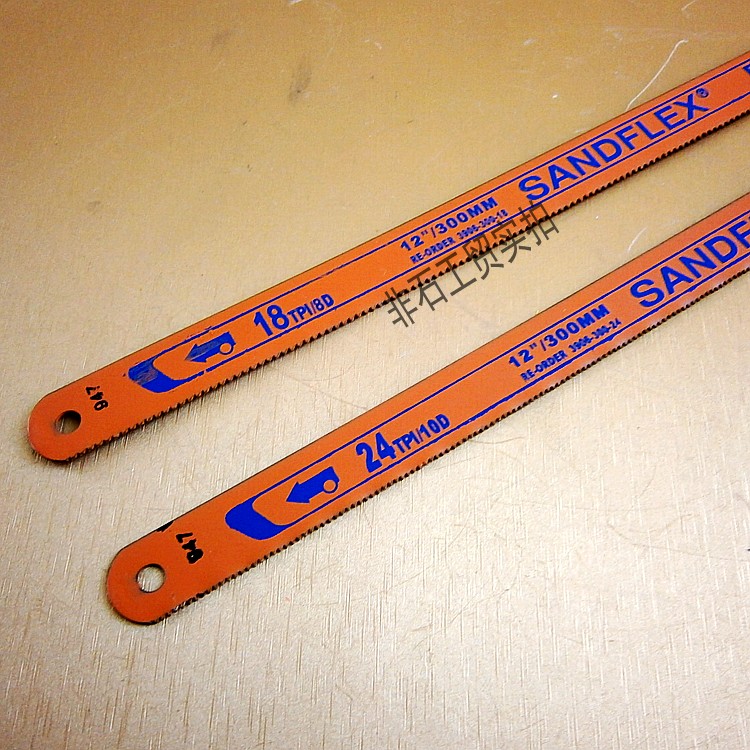 947
18 TPI/8D
12"/300MM
RE-ORDER 3906-300-18
SANDFLEX®
947
24 TPI/10D
12"/300MM
RE-ORDER 3906-300-24
SANDF
非石工贸实拍